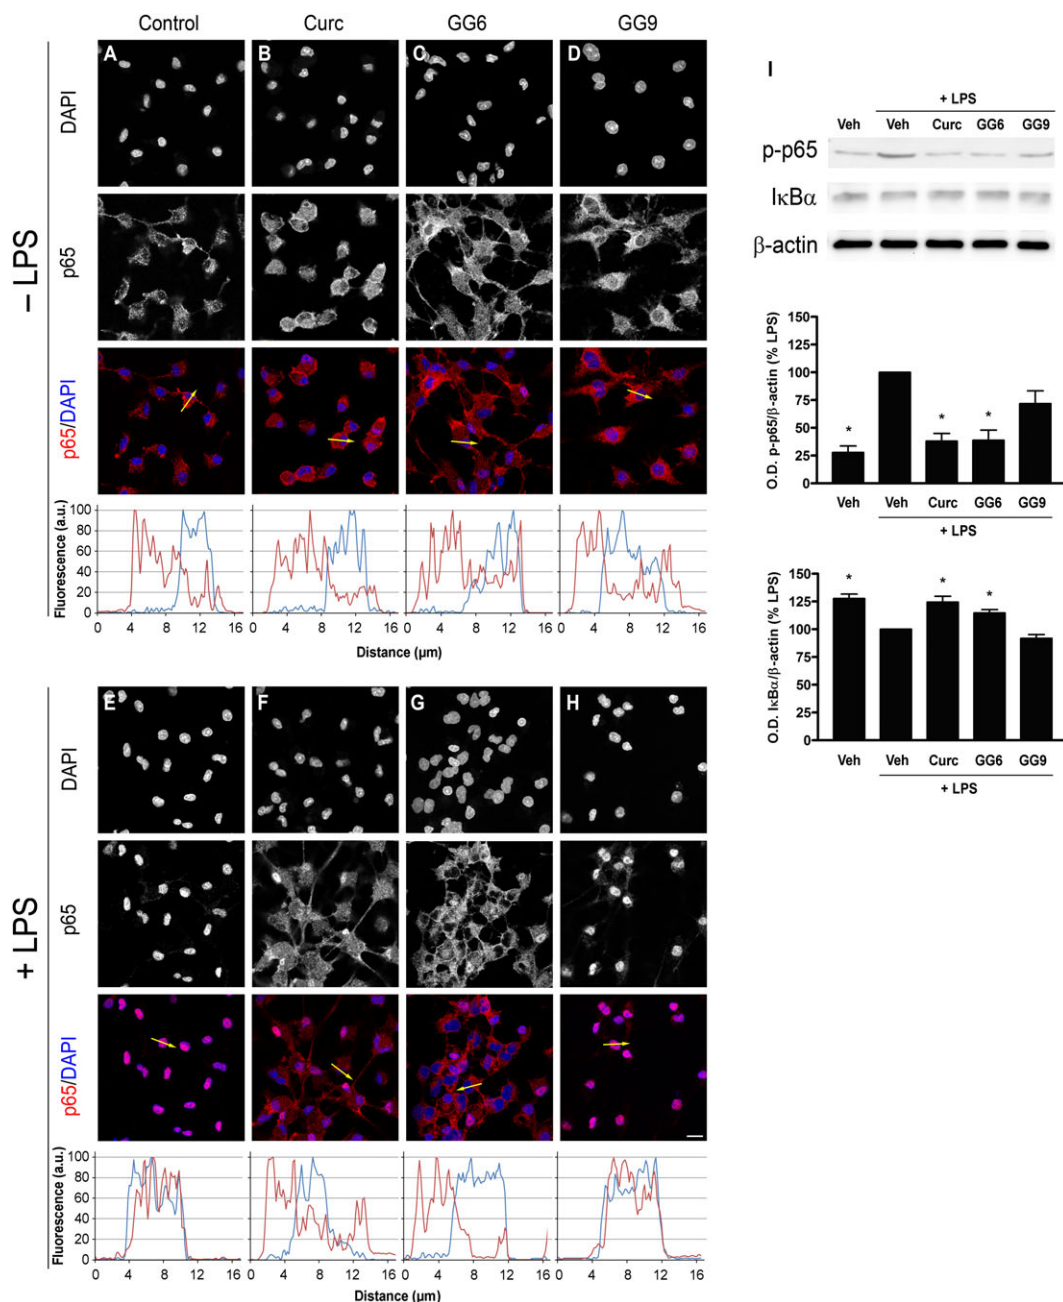 Control Curc GG6 GG9
– LPS
DAPI
A B C D
p65
p65/DAPI
Fluorescence (a.u.)
100
80
60
40
20
0
0 4 8 12 16 0 4 8 12 16 0 4 8 12 16 0 4 8 12 16
Distance (µm)
+ LPS
DAPI
E F G H
p65
p65/DAPI
Fluorescence (a.u.)
100
80
60
40
20
0
0 4 8 12 16 0 4 8 12 16 0 4 8 12 16 0 4 8 12 16
Distance (µm)
I
+ LPS
Veh Veh Curc GG6 GG9
p-p65
IκBα
β-actin
O.D. p-p65/β-actin (% LPS)
150
125
100
75
50
25
0
* * *
Veh Veh Curc GG6 GG9
+ LPS
O.D. IκBα/β-actin (% LPS)
150
125
100
75
50
25
0
* * *
Veh Veh Curc GG6 GG9
+ LPS